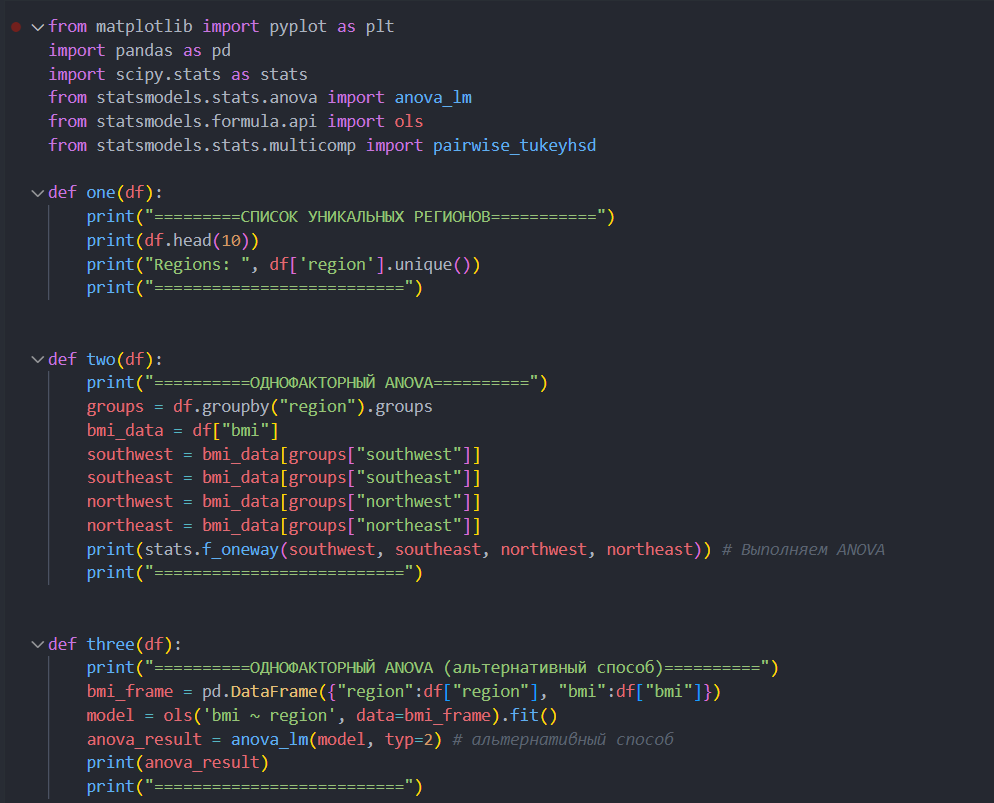 from matplotlib import pyplot as plt
import pandas as pd
import scipy.stats as stats
from statsmodels.stats.anova import anova_lm
from statsmodels.formula.api import ols
from statsmodels.stats.multicomp import pairwise_tukeyhsd
def one(df):
print("=========СПИСОК УНИКАЛЬНЫХ РЕГИОНОВ===========")
print(df.head(10))
print("Regions: ", df['region'].unique())
print("==========================")
def two(df):
print("==========ОДНОФАКТОРНЫЙ ANOVA==========")
groups = df.groupby("region").groups
bmi_data = df["bmi"]
southwest = bmi_data[groups["southwest"]]
southeast = bmi_data[groups["southeast"]]
northwest = bmi_data[groups["northwest"]]
northeast = bmi_data[groups["northeast"]]
print(stats.f_oneway(southwest, southeast, northwest, northeast)) # Выполняем ANOVA
print("==========================")
def three(df):
print("==========ОДНОФАКТОРНЫЙ ANOVA (альтернативный способ)==========")
bmi_frame = pd.DataFrame({"region":df["region"], "bmi":df["bmi"]})
model = ols('bmi ~ region', data=bmi_frame).fit()
anova_result = anova_lm(model, typ=2) # альтернативный способ
print(anova_result)
print("==========================")